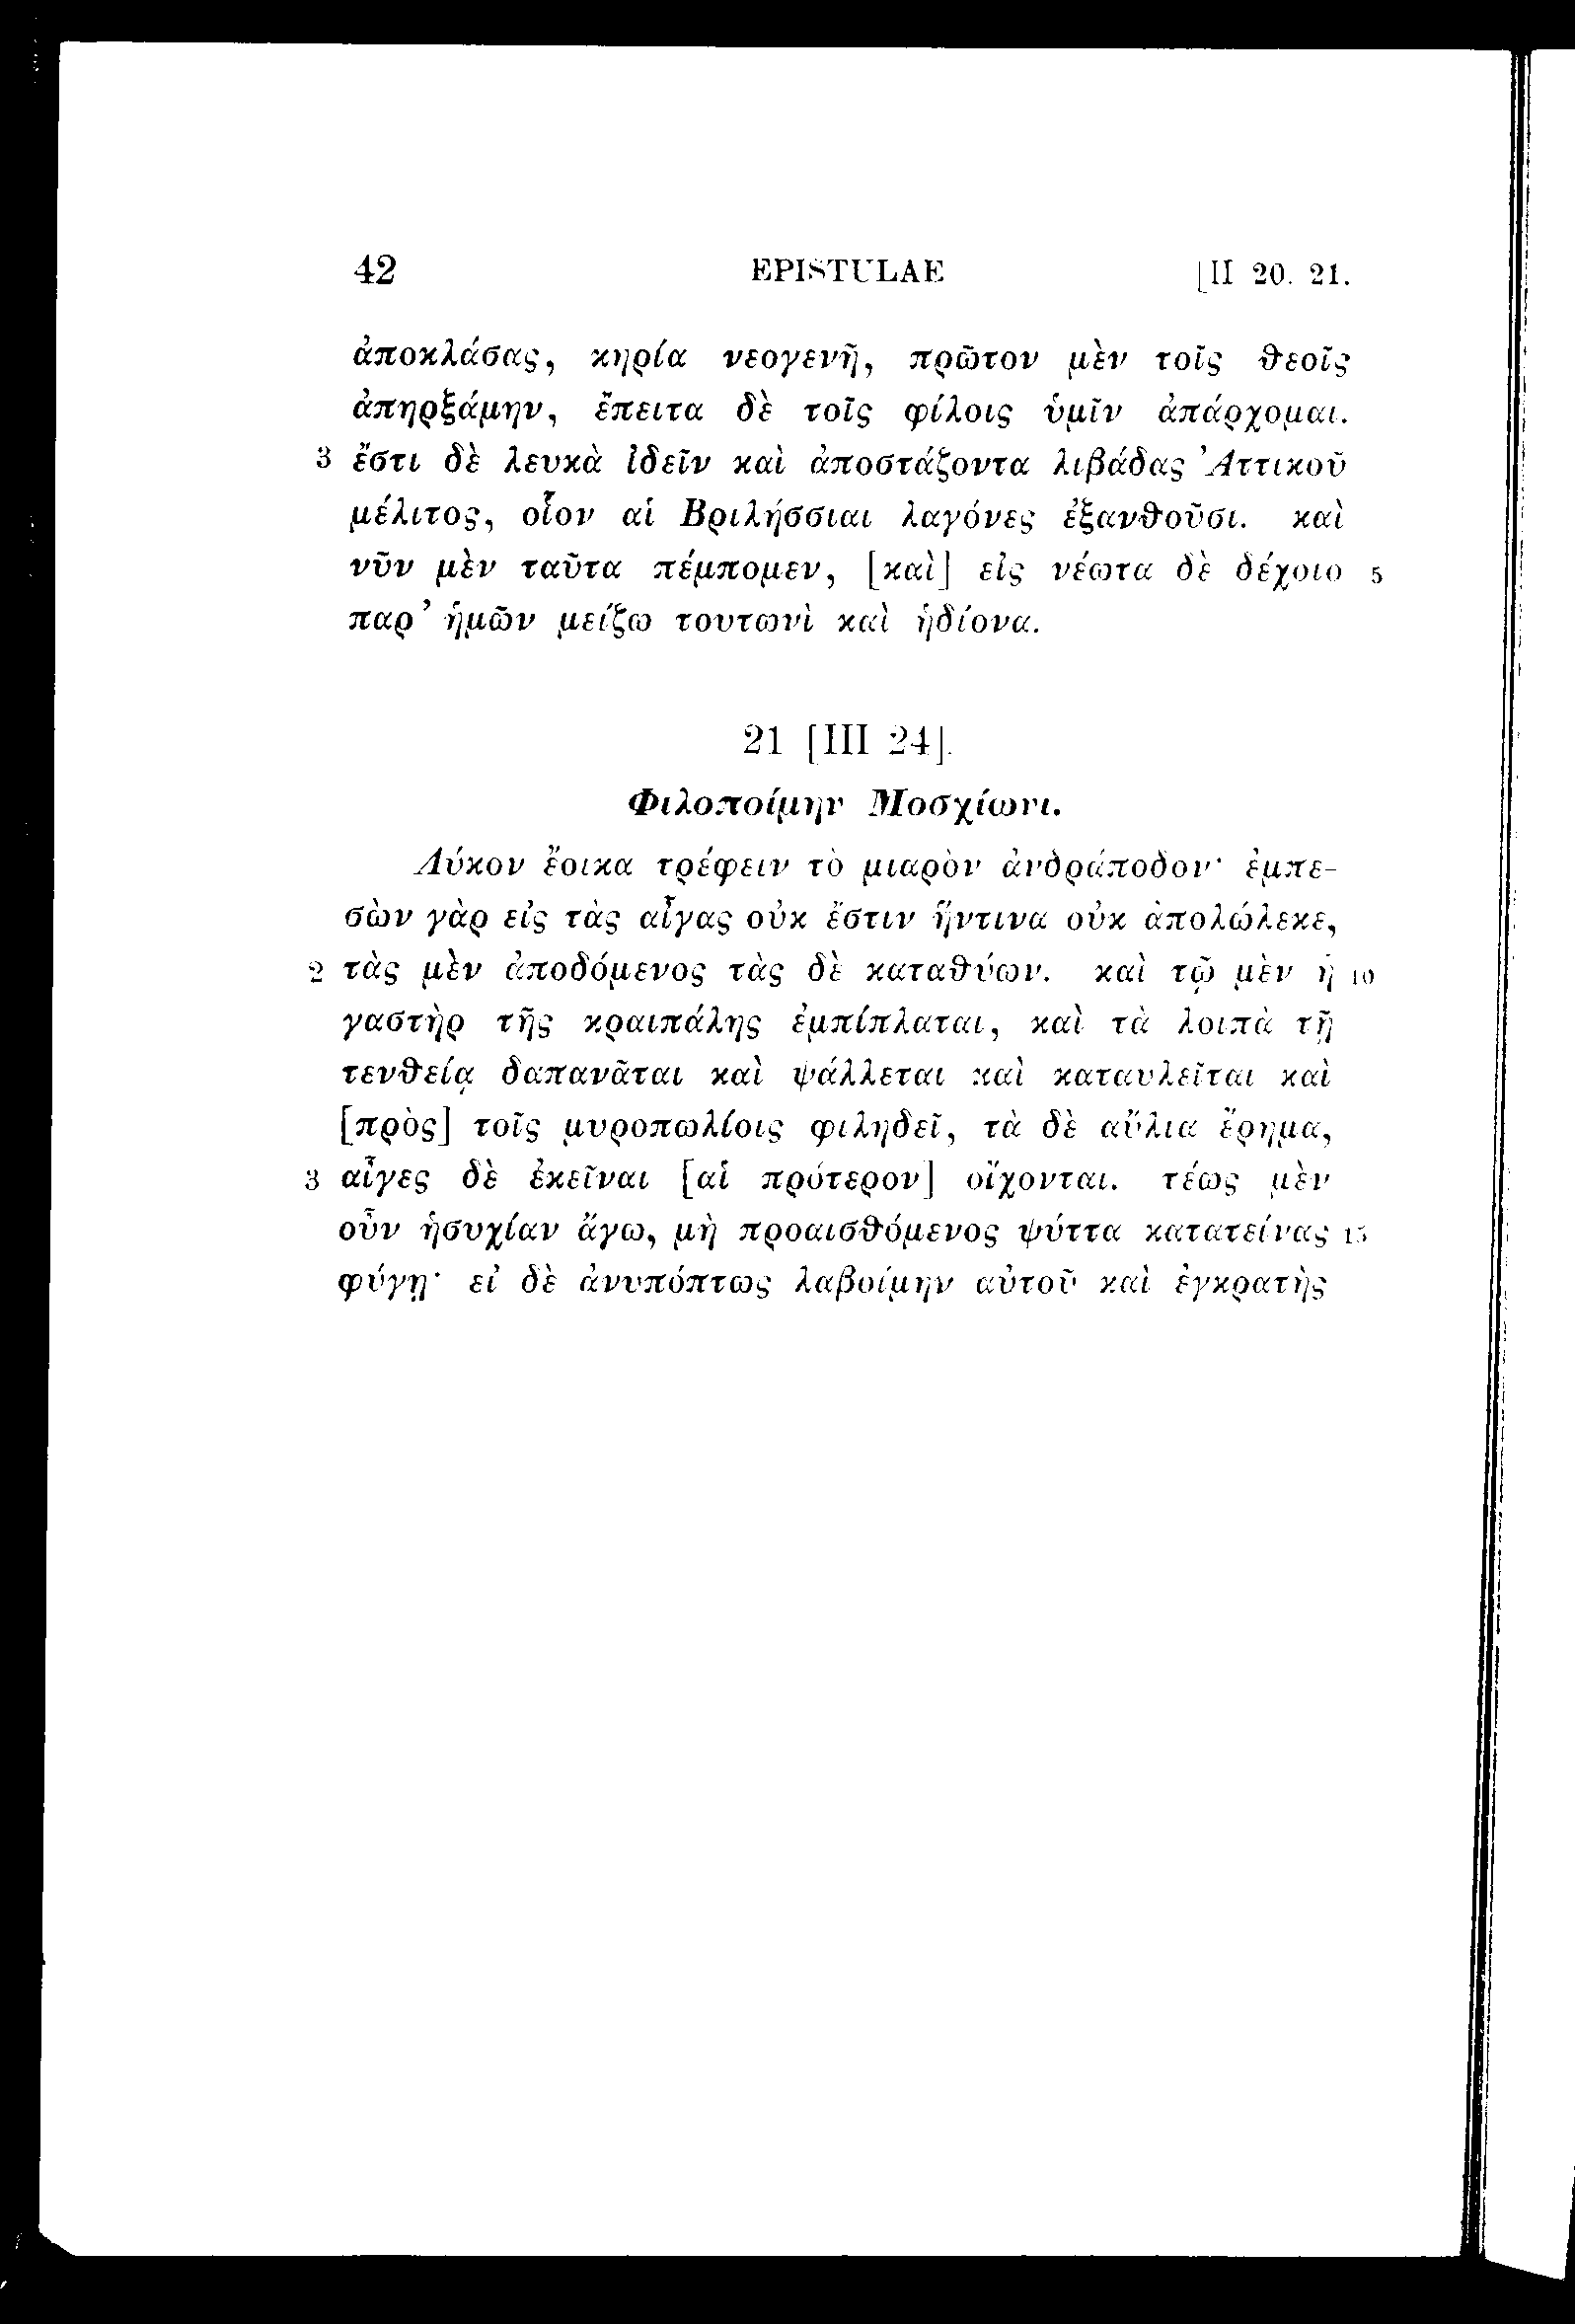 42 EPISTULAE [II 20. 21.
ἀποκλάσας, κηρία νεογενῆ, πρῶτον μὲν τοῖς θεοῖς
ἀπηρξάμην, ἔπειτα δὲ τοῖς φίλοις ὑμῖν ἀπάρχομαι.
3 ἔστι δὲ λευκὰ ἰδεῖν καὶ ἀποστάζοντα λιβάδας Ἀττικοῦ
μέλιτος, οἷον αἱ Βριλήσσιαι λαγόνες ἐξανθοῦσι. καὶ
νῦν μὲν ταῦτα πέμπομεν, [καὶ] εἰς νέωτα δὲ δέχοιο 5
παρ’ ἡμῶν μείζω τουτωνὶ καὶ ἡδίονα.
21 [III 24].
Φιλοποίμην Μοσχίωνι.
Λύκον ἔοικα τρέφειν τὸ μιαρὸν ἀνδράποδον· ἐμπε-
σὼν γὰρ εἰς τὰς αἶγας οὐκ ἔστιν ἥντινα οὐκ ἀπολώλεκε,
2 τὰς μὲν ἀποδόμενος τὰς δὲ καταθύων. καὶ τῷ μὲν ἡ 10
γαστὴρ τῆς κραιπάλης ἐμπίπλαται, καὶ τὰ λοιπὰ τῇ
τενθείᾳ δαπανᾶται καὶ ψάλλεται καὶ καταυλεῖται καὶ
[πρὸς] τοῖς μυροπωλίοις φιληδεῖ, τὰ δὲ αὔλια ἔρημα,
3 αἶγες δὲ ἐκεῖναι [αἱ πρότερον] οἴχονται. τέως μὲν
οὖν ἡσυχίαν ἄγω, μὴ προαισθόμενος ψύττα κατατείνας 15
φύγῃ· εἰ δὲ ἀνυπόπτως λαβοίμην αὐτοῦ καὶ ἐγκρατὴς